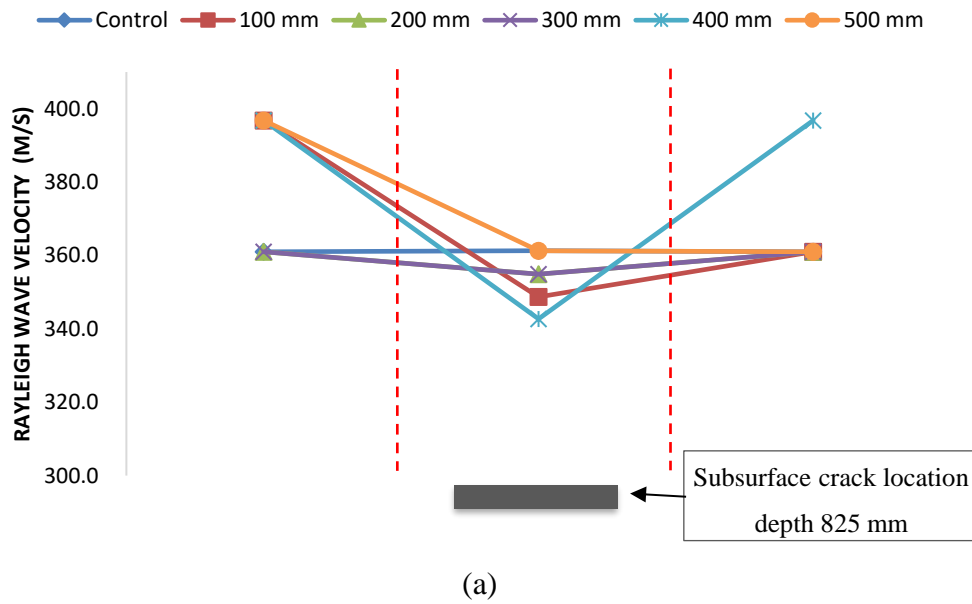 Control 100 mm 200 mm 300 mm 400 mm 500 mm
RAYLEIGH WAVE VELOCITY (M/S)
400.0
380.0
360.0
340.0
320.0
300.0
Subsurface crack location
depth 825 mm
(a)